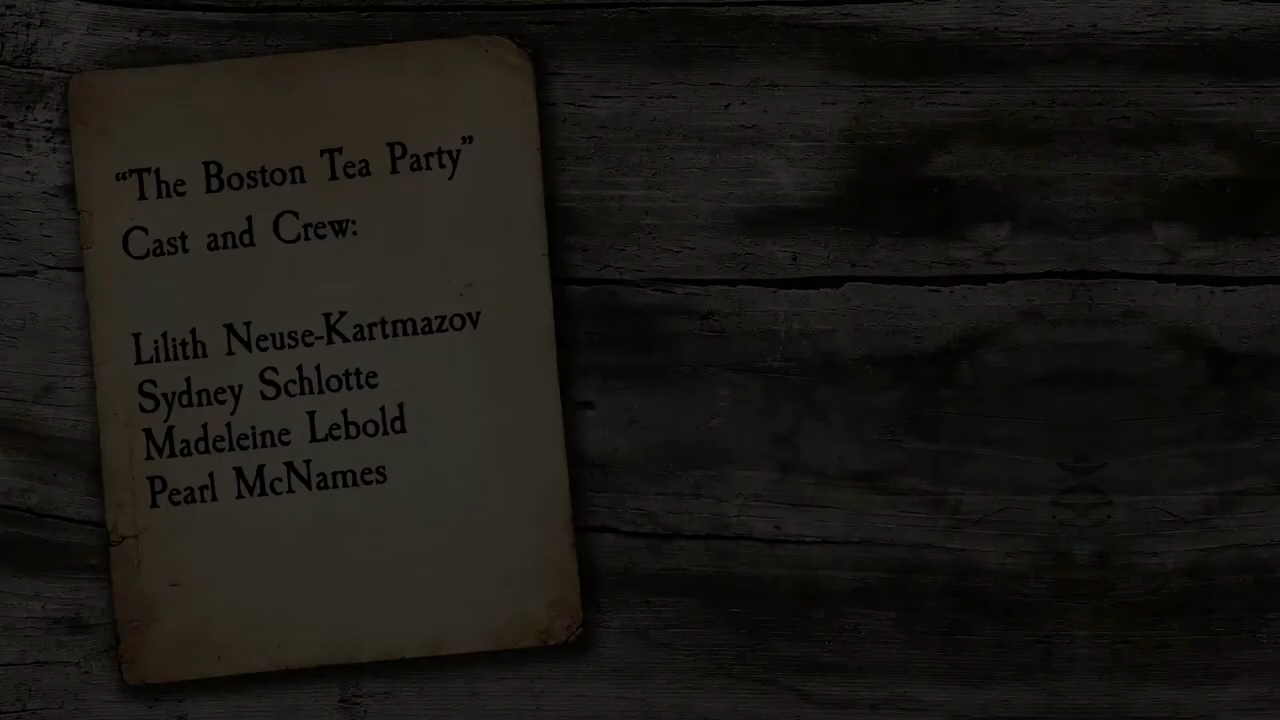 “The Boston Tea Party”
Cast and Crew:
Lilith Neuse-Kartmazov
Sydney Schlotte
Madeleine Lebold
Pearl McNames